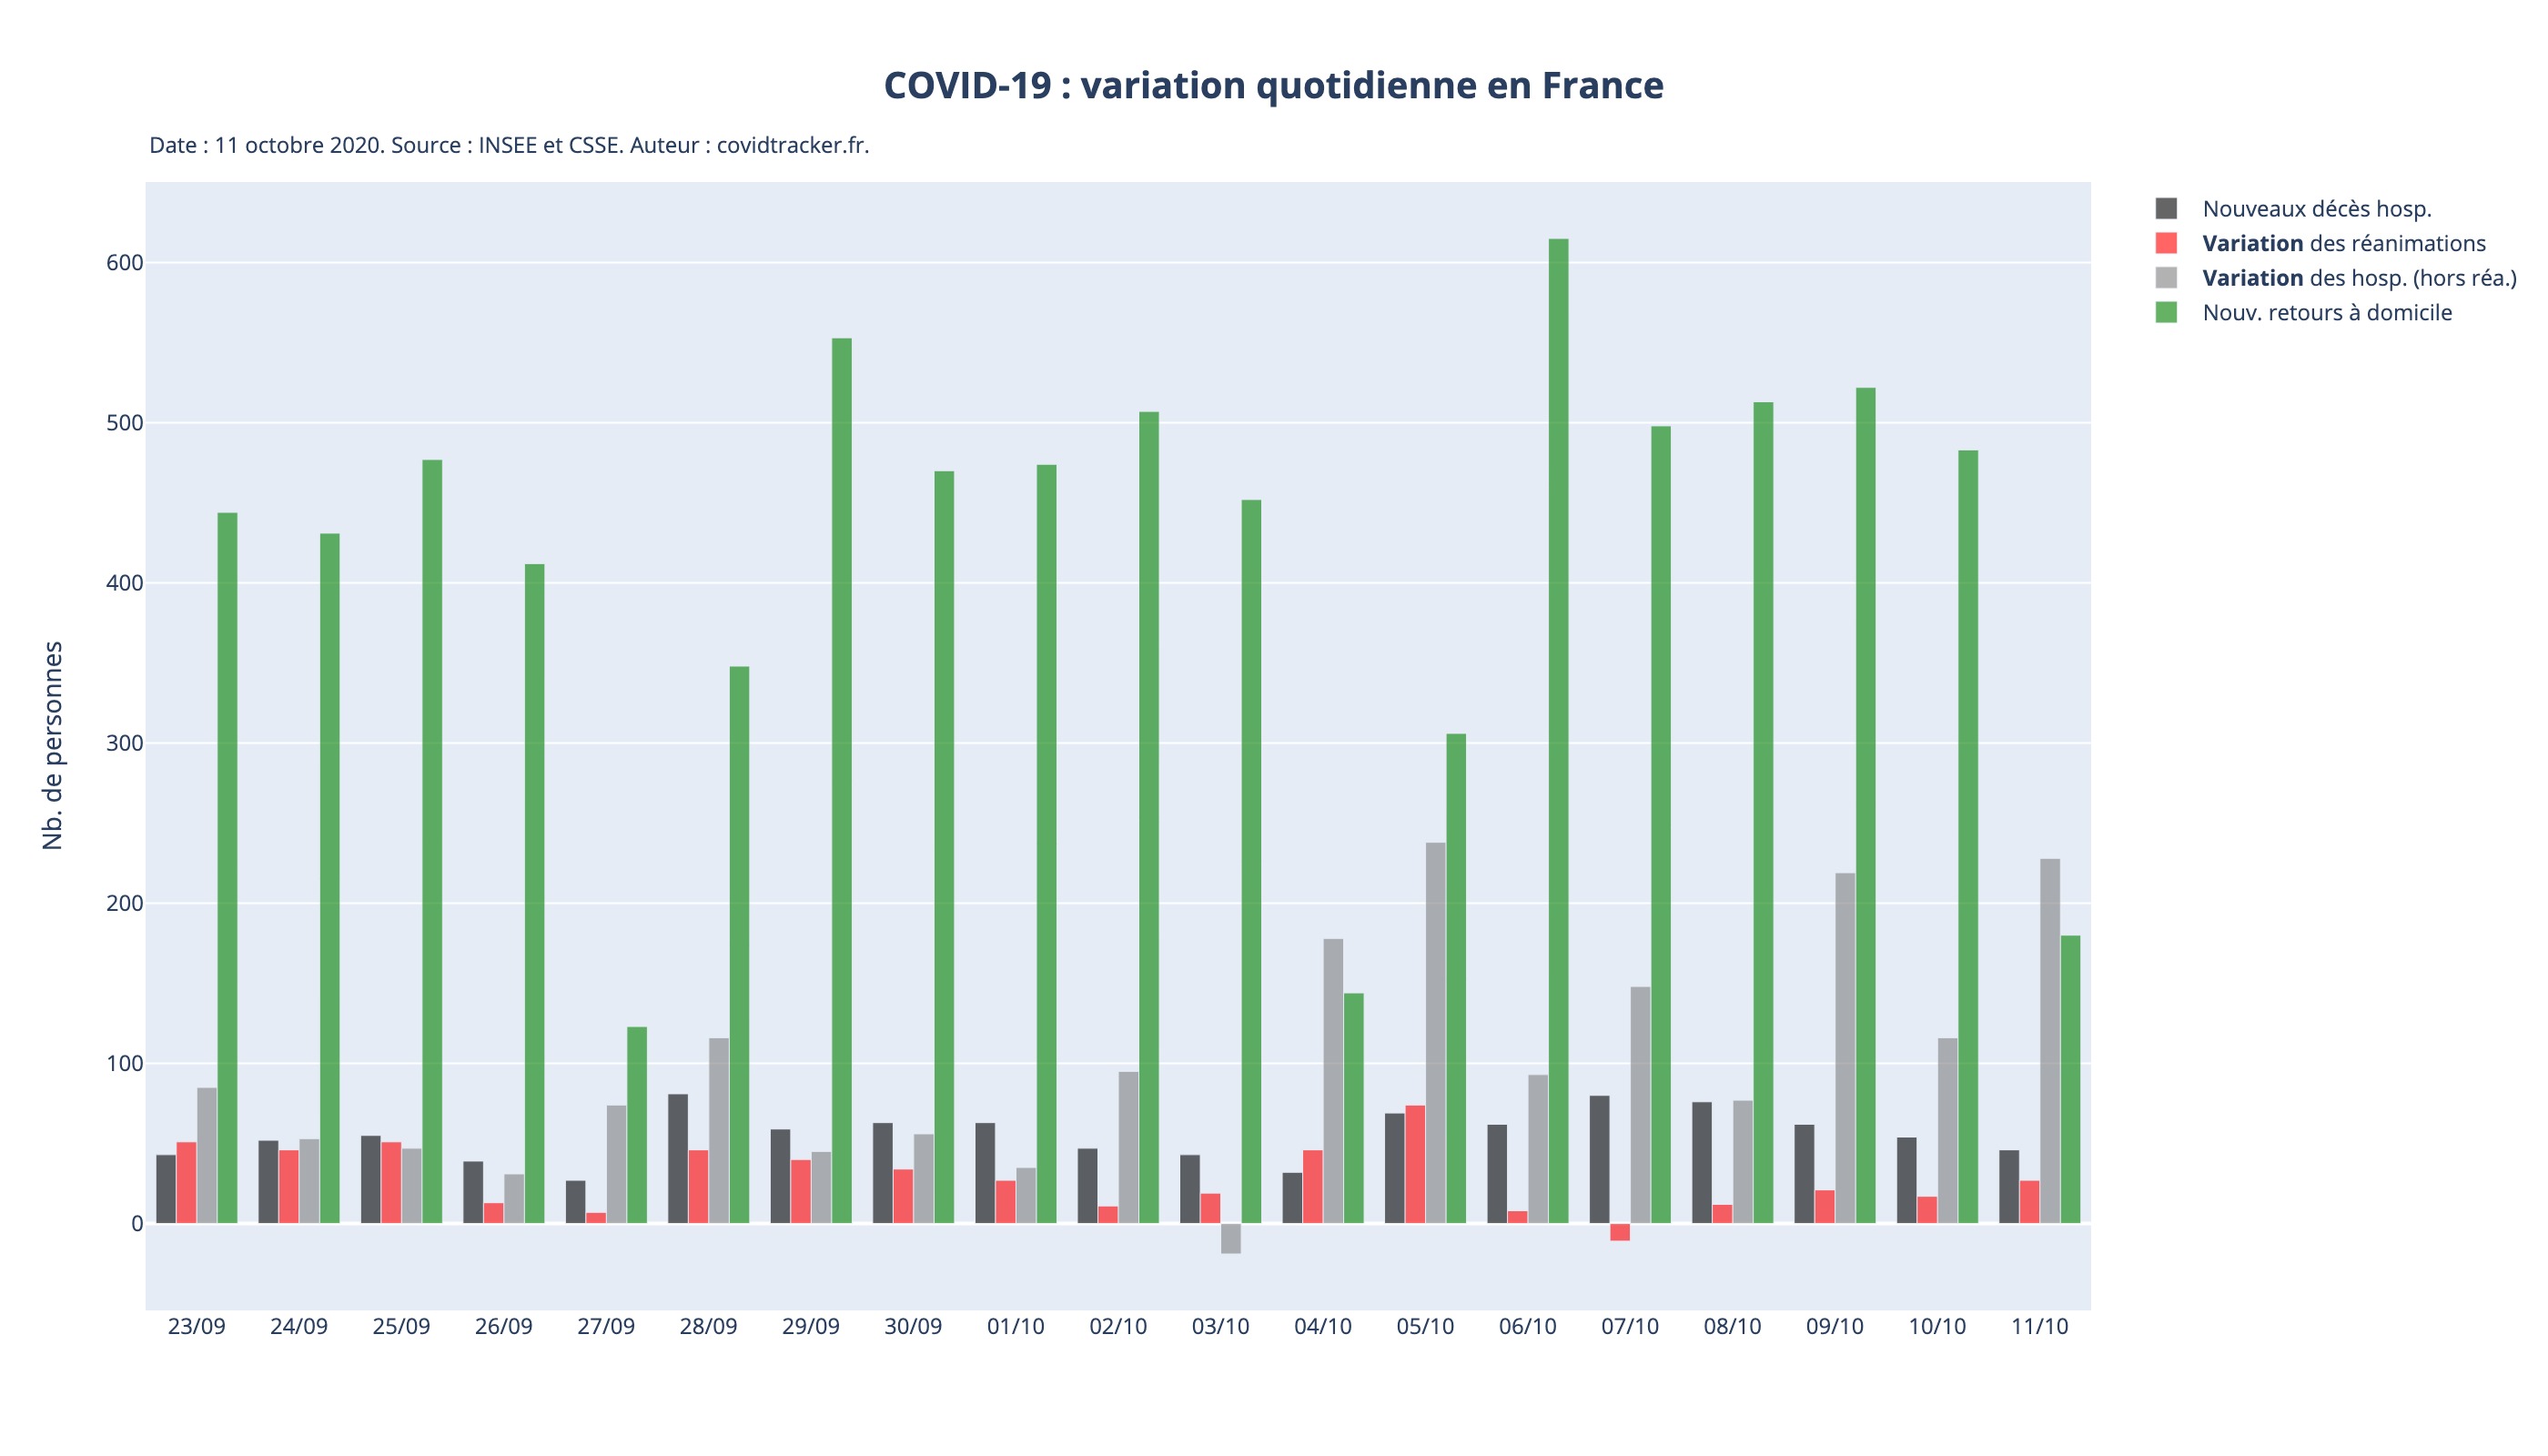 COVID-19 : variation quotidienne en France
Date : 11 octobre 2020. Source : INSEE et CSSE. Auteur : covidtracker.fr.
Nouveaux décès hosp.
Variation des réanimations
Variation des hosp. (hors réa.)
Nouv. retours à domicile
Nb. de personnes
600
500
400
300
200
100
0
23/09 24/09 25/09 26/09 27/09 28/09 29/09 30/09 01/10 02/10 03/10 04/10 05/10 06/10 07/10 08/10 09/10 10/10 11/10